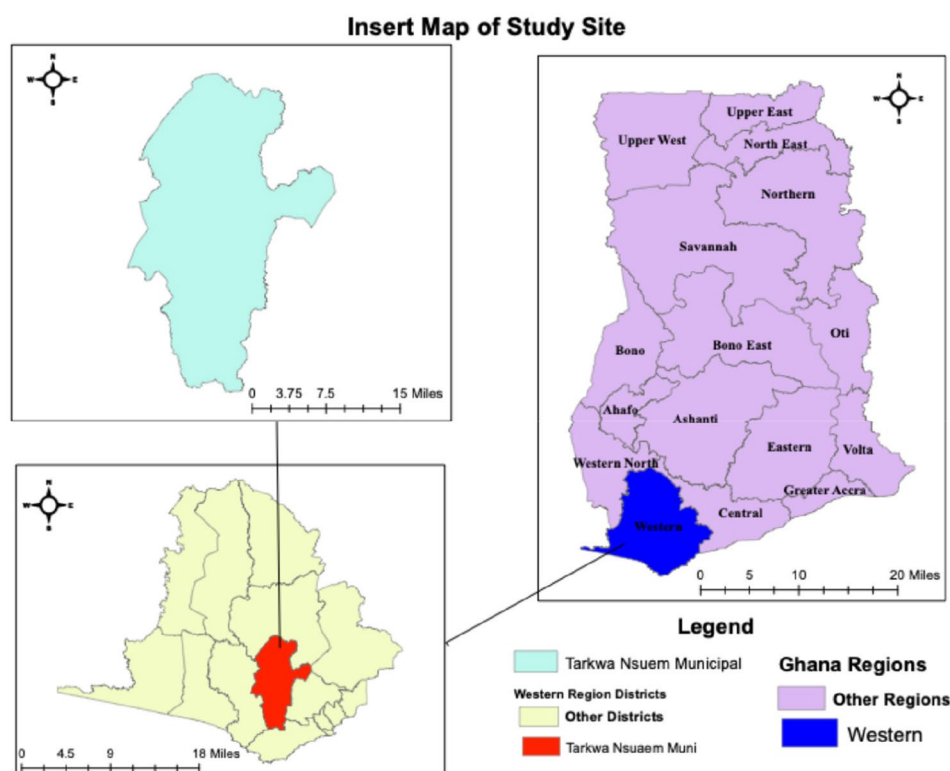 Insert Map of Study Site
N
W E
S
0 3.75 7.5 15 Miles
N
W E
S
Upper East
Upper West
North East
Northern
Savannah
Oti
Bono East
Bono
Ahafo
Ashanti
Eastern
Volta
Western North
Greater Accra
Central
Western
0 5 10 20 Miles
N
W E
S
0 4.5 9 18 Miles
Legend
Tarkwa Nsuem Municipal
Western Region Districts
Other Districts
Tarkwa Nsuaem Muni
Ghana Regions
Other Regions
Western